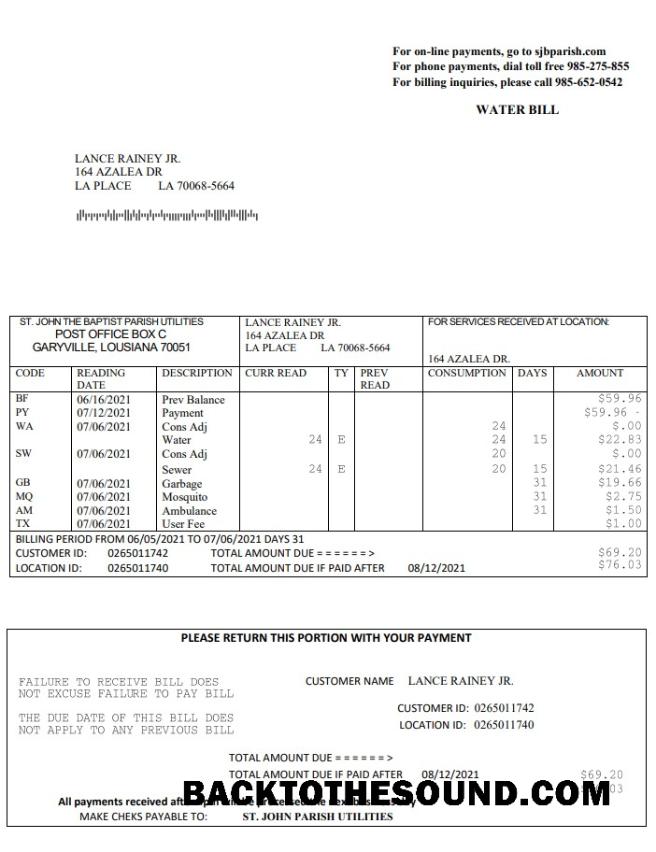 For on-line payments, go to sjbparish.com
For phone payments, dial toll free 985-275-855
For billing inquiries, please call 985-652-0542
WATER BILL
LANCE RAINEY JR.
164 AZALEA DR
LA PLACE LA 70068-5664
ST. JOHN THE BAPTIST PARISH UTILITIES
POST OFFICE BOX C
GARYVILLE, LOUSIANA 70051
LANCE RAINEY JR.
164 AZALEA DR
LA PLACE LA 70068-5664
FOR SERVICES RECEIVED AT LOCATION:
164 AZALEA DR.
CODE READING DATE DESCRIPTION CURR READ TY PREV READ CONSUMPTION DAYS AMOUNT
BF 06/16/2021 Prev Balance $59.96
PY 07/12/2021 Payment $59.96 -
WA 07/06/2021 Cons Adj 24 $.00
Water 24 E 24 15 $22.83
SW 07/06/2021 Cons Adj 20 $.00
Sewer 24 E 20 15 $21.46
GB 07/06/2021 Garbage 31 $19.66
MQ 07/06/2021 Mosquito 31 $2.75
AM 07/06/2021 Ambulance 31 $1.50
TX 07/06/2021 User Fee $1.00
BILLING PERIOD FROM 06/05/2021 TO 07/06/2021 DAYS 31
CUSTOMER ID: 0265011742 TOTAL AMOUNT DUE = = = = = = > $69.20
LOCATION ID: 0265011740 TOTAL AMOUNT DUE IF PAID AFTER 08/12/2021 $76.03
PLEASE RETURN THIS PORTION WITH YOUR PAYMENT
FAILURE TO RECEIVE BILL DOES
NOT EXCUSE FAILURE TO PAY BILL
THE DUE DATE OF THIS BILL DOES
NOT APPLY TO ANY PREVIOUS BILL
CUSTOMER NAME LANCE RAINEY JR.
CUSTOMER ID: 0265011742
LOCATION ID: 0265011740
TOTAL AMOUNT DUE = = = = = = >
TOTAL AMOUNT DUE IF PAID AFTER 08/12/2021 $69.20
BACKTOTHESOUND.COM
All payments received
MAKE CHEKS PAYABLE TO: ST. JOHN PARISH UTILITIES